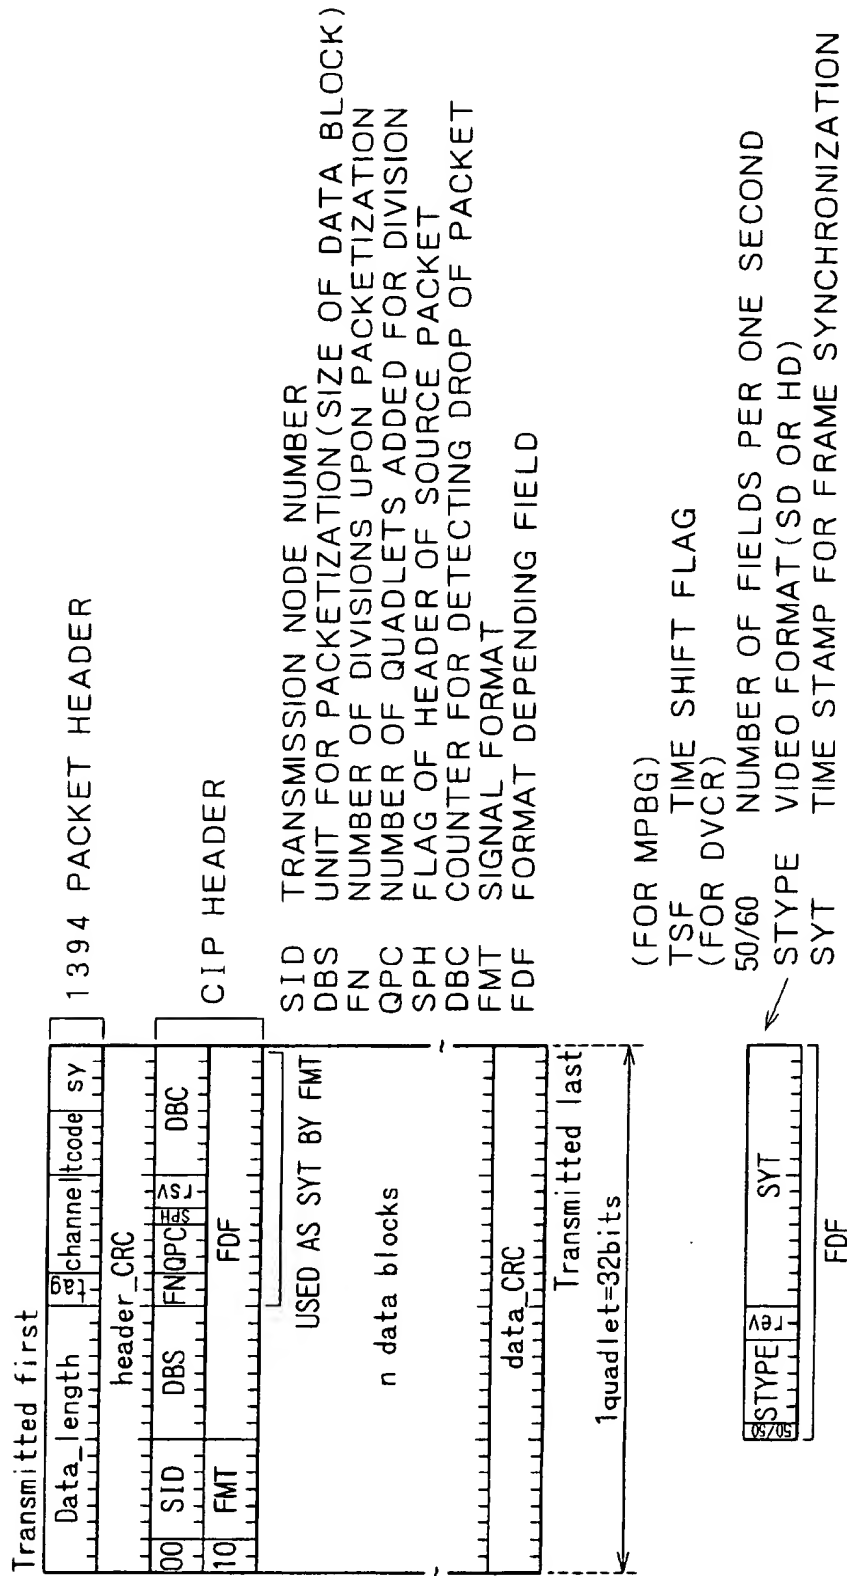 Transmitted first
Data_length tag channel tcode sy
1394 PACKET HEADER
header_CRC
00 SID DBS FN QPC SPH rsv DBC
CIP HEADER
10 FMT FDF
USED AS SYT BY FMT
n data blocks
data_CRC
Transmitted last
1quadlet=32bits
SID TRANSMISSION NODE NUMBER
DBS UNIT FOR PACKETIZATION(SIZE OF DATA BLOCK)
FN NUMBER OF DIVISIONS UPON PACKETIZATION
QPC NUMBER OF QUADLETS ADDED FOR DIVISION
SPH FLAG OF HEADER OF SOURCE PACKET
DBC COUNTER FOR DETECTING DROP OF PACKET
FMT SIGNAL FORMAT
FDF FORMAT DEPENDING FIELD
(FOR MPBG)
TSF TIME SHIFT FLAG
(FOR DVCR)
50/60 NUMBER OF FIELDS PER ONE SECOND
STYPE VIDEO FORMAT(SD OR HD)
SYT TIME STAMP FOR FRAME SYNCHRONIZATION
50/50 STYPE rev SYT
FDF